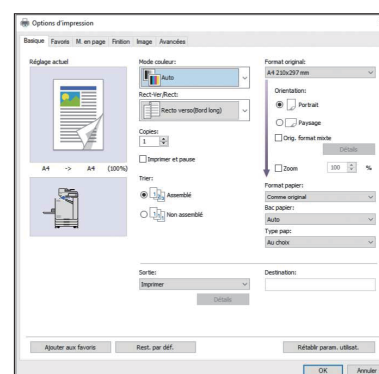 Options d'impression
Basique Favoris M. en page Finition Image Avancées
Réglage actuel
A4 -> A4 (100%)
Mode couleur:
Auto
Rect-Ver/Rect:
Recto verso(Bord long)
Copies:
1
Imprimer et pause
Trier:
Assemblé
Non assemblé
Sortie:
Imprimer
Détails
Format original:
A4 210x297 mm
Orientation:
Portrait
Paysage
Orig. format mixte
Détails
Zoom 100 %
Format papier:
Comme original
Bac papier:
Auto
Type pap:
Au choix
Destination:
Ajouter aux favoris Rest. par déf. Rétablir param. utilisat.
OK Annuler